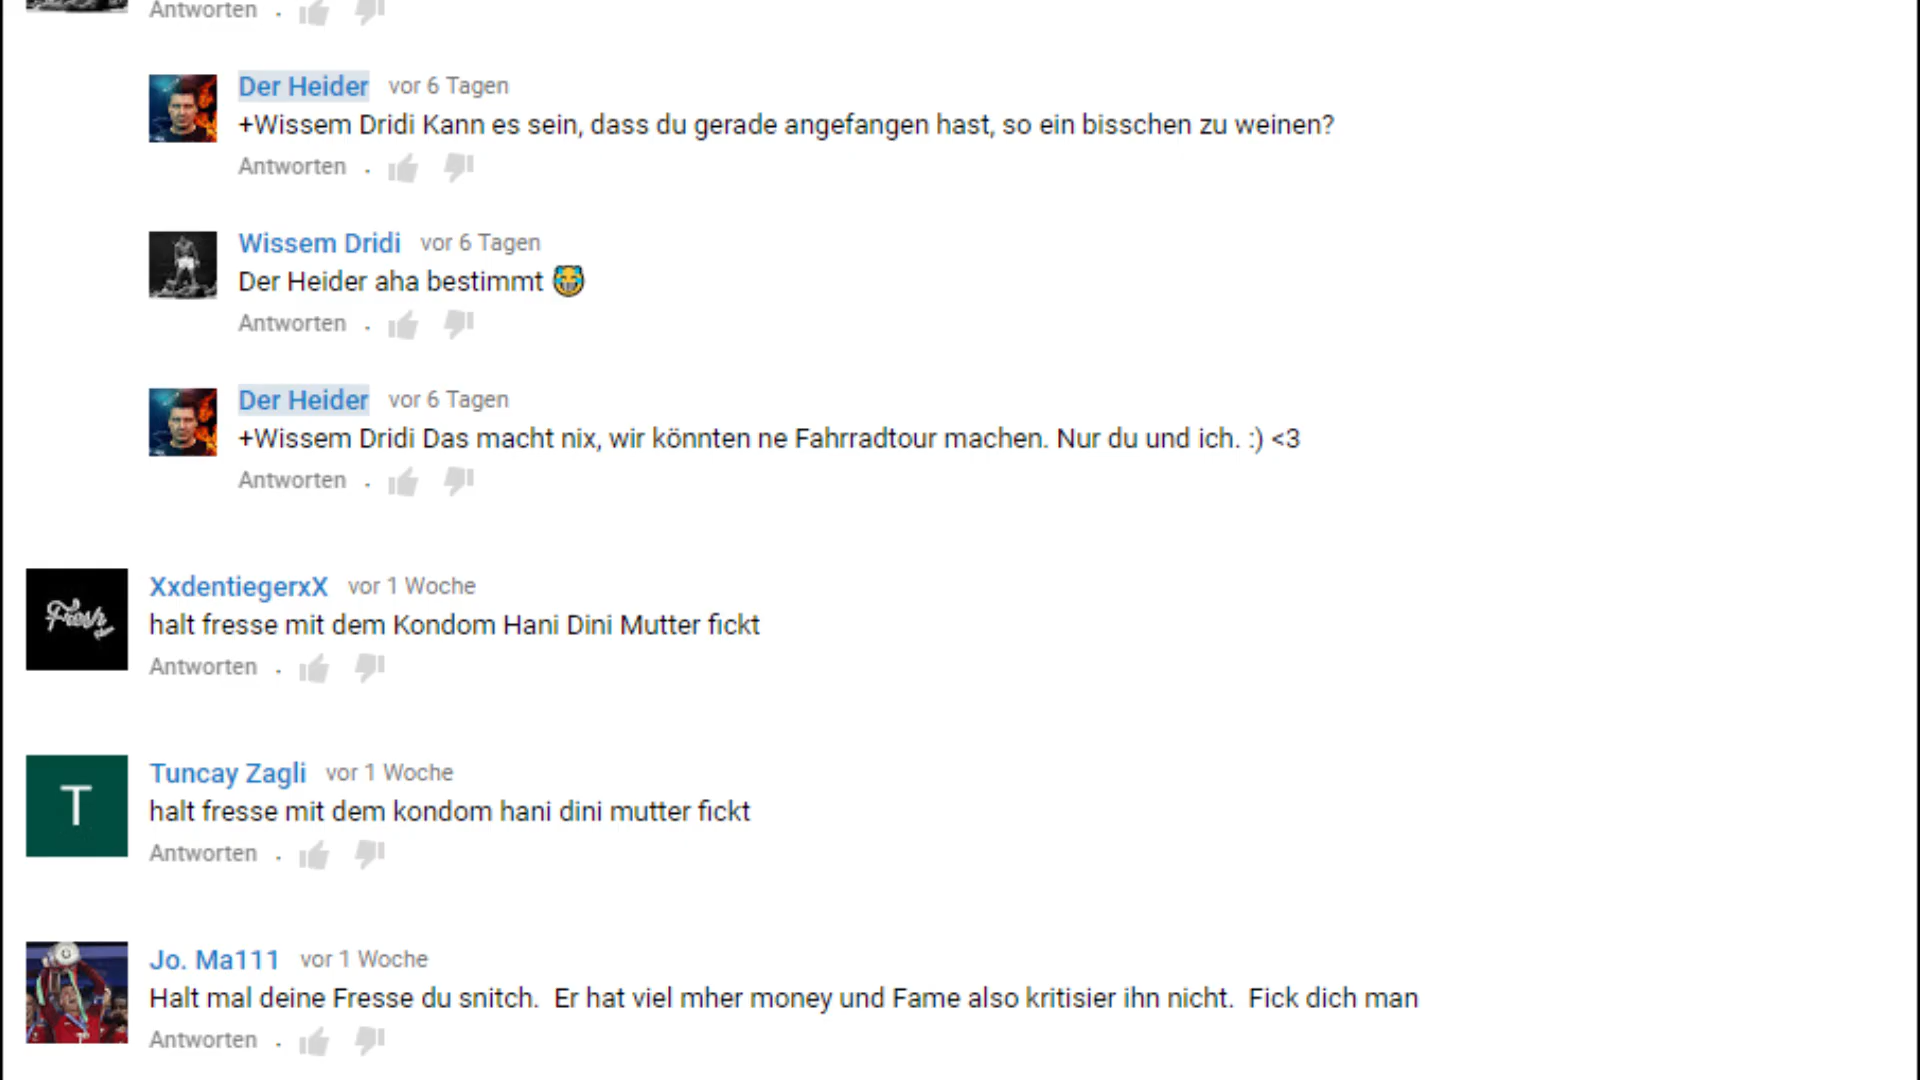 Antworten .
Der Heider vor 6 Tagen
+Wissem Dridi Kann es sein, dass du gerade angefangen hast, so ein bisschen zu weinen?
Antworten .
Wissem Dridi vor 6 Tagen
Der Heider aha bestimmt 😹
Antworten .
Der Heider vor 6 Tagen
+Wissem Dridi Das macht nix, wir könnten ne Fahrradtour machen. Nur du und ich. :) <3
Antworten .
Fresh
XxdentiegerxX vor 1 Woche
halt fresse mit dem Kondom Hani Dini Mutter fickt
Antworten .
T
Tuncay Zagli vor 1 Woche
halt fresse mit dem kondom hani dini mutter fickt
Antworten .
Jo. Ma111 vor 1 Woche
Halt mal deine Fresse du snitch.  Er hat viel mher money und Fame also kritisier ihn nicht.  Fick dich man
Antworten .